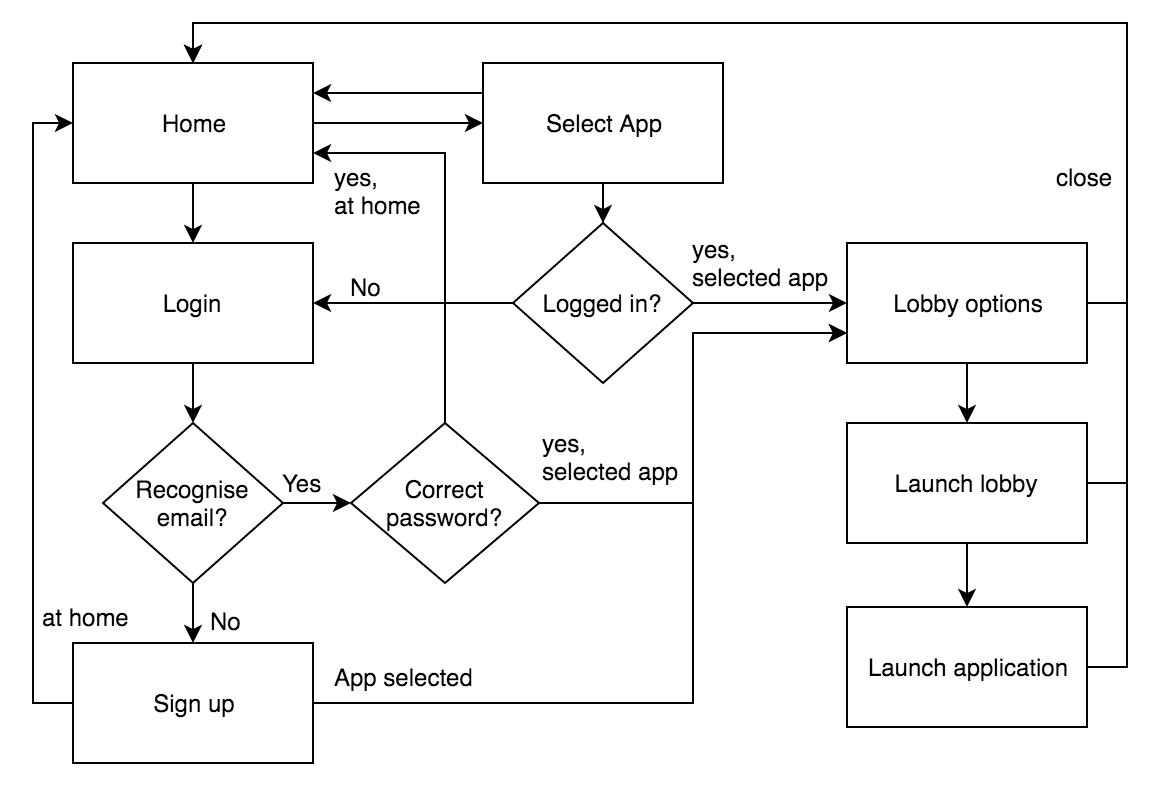 Home
Select App
yes,
at home
close
Login
No
Logged in?
yes,
selected app
Lobby options
Recognise
email?
Yes
Correct
password?
yes,
selected app
Launch lobby
at home
No
Sign up
App selected
Launch application